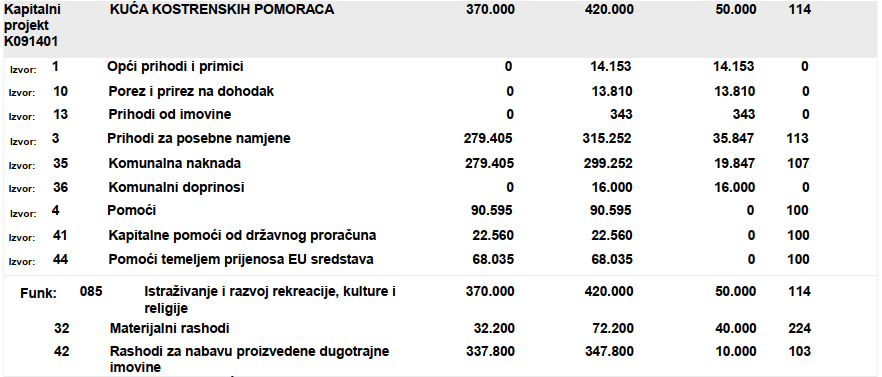 Kapitalni projekt K091401 KUĆA KOSTRENSKIH POMORACA 370.000 420.000 50.000 114
Izvor: 1 Opći prihodi i primici 0 14.153 14.153 0
Izvor: 10 Porez i prirez na dohodak 0 13.810 13.810 0
Izvor: 13 Prihodi od imovine 0 343 343 0
Izvor: 3 Prihodi za posebne namjene 279.405 315.252 35.847 113
Izvor: 35 Komunalna naknada 279.405 299.252 19.847 107
Izvor: 36 Komunalni doprinosi 0 16.000 16.000 0
Izvor: 4 Pomoći 90.595 90.595 0 100
Izvor: 41 Kapitalne pomoći od državnog proračuna 22.560 22.560 0 100
Izvor: 44 Pomoći temeljem prijenosa EU sredstava 68.035 68.035 0 100
Funk: 085 Istraživanje i razvoj rekreacije, kulture i 370.000 420.000 50.000 114
religije
32 Materijalni rashodi 32.200 72.200 40.000 224
42 Rashodi za nabavu proizvedene dugotrajne 337.800 347.800 10.000 103
imovine